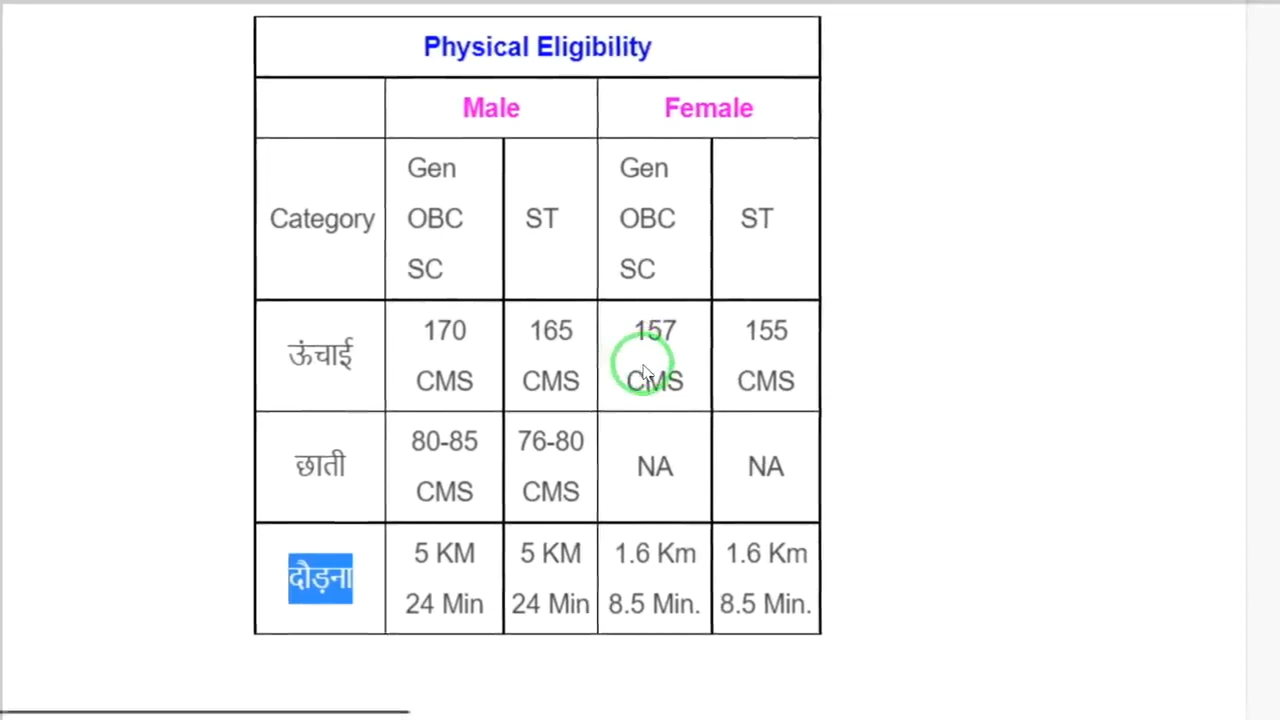 Physical Eligibility
Male Female
Category Gen OBC SC ST Gen OBC SC ST
ऊंचाई 170 CMS 165 CMS 157 CMS 155 CMS
छाती 80-85 CMS 76-80 CMS NA NA
दौड़ना 5 KM 24 Min 5 KM 24 Min 1.6 Km 8.5 Min. 1.6 Km 8.5 Min.